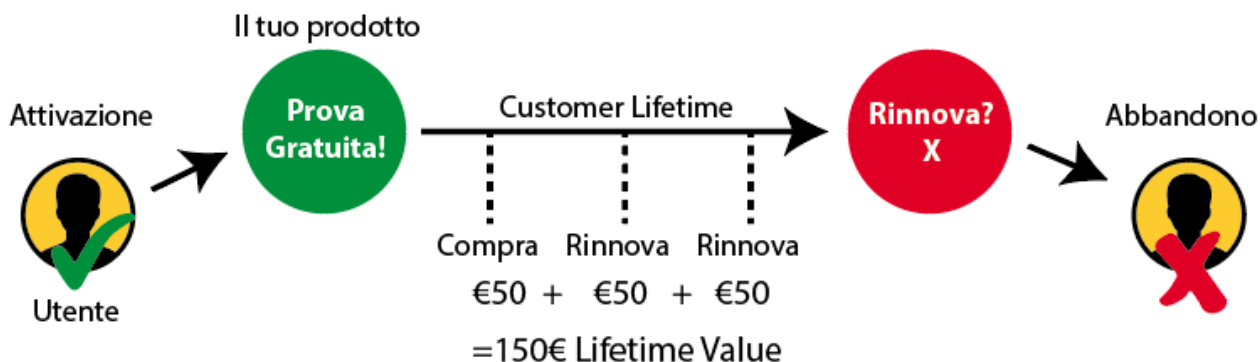 Il tuo prodotto
Attivazione
Utente
Prova
Gratuita!
Customer Lifetime
Compra Rinnova Rinnova
€50 + €50 + €50
=150€ Lifetime Value
Rinnova?
X
Abbandono